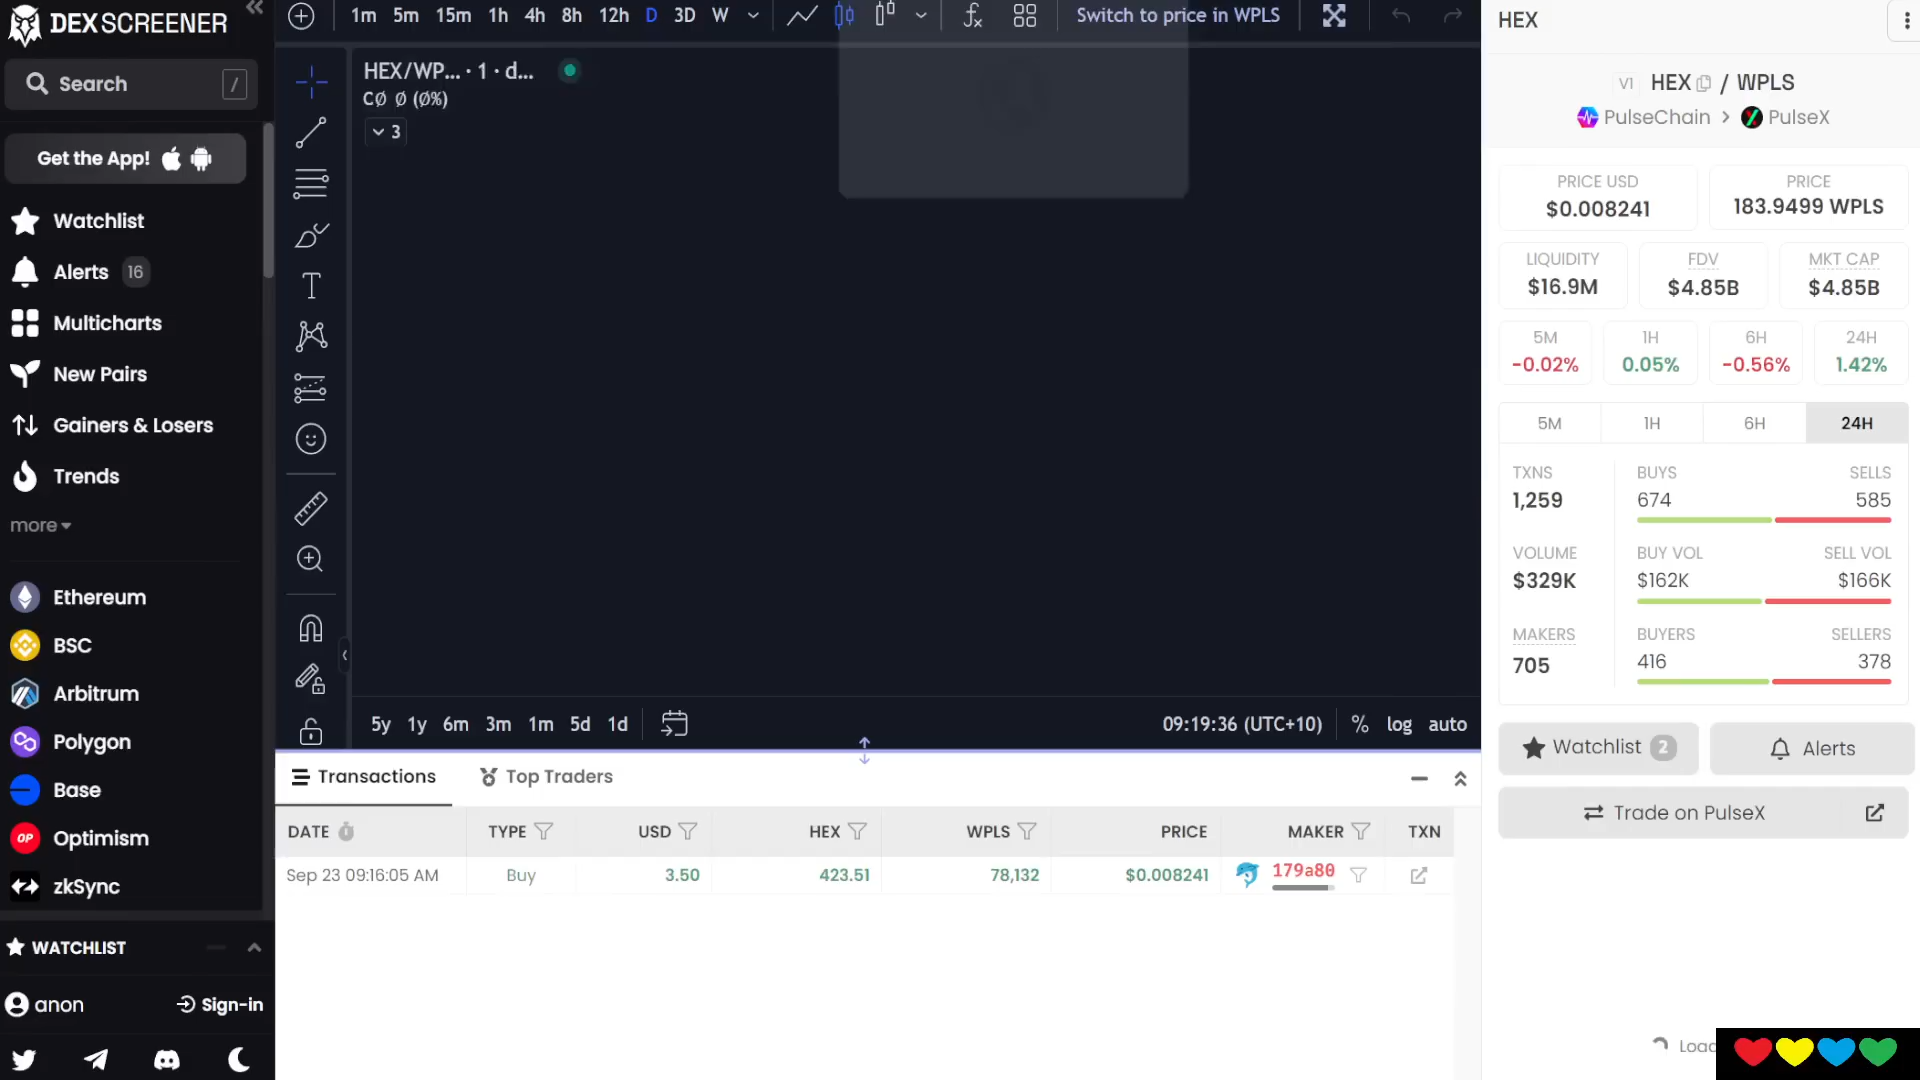 DEX SCREENER
Search /
Get the App!
Watchlist
Alerts 16
Multicharts
New Pairs
Gainers & Losers
Trends
more
Ethereum
BSC
Arbitrum
Polygon
Base
OP Optimism
zkSync
WATCHLIST
anon Sign-in
1m 5m 15m 1h 4h 8h 12h D 3D W Switch to price in WPLS
HEX/WP... · 1 · d...
C∅ ∅ (∅%)
3
5y 1y 6m 3m 1m 5d 1d 09:19:36 (UTC+10) % log auto
Transactions Top Traders
DATE TYPE USD HEX WPLS PRICE MAKER TXN
Sep 23 09:16:05 AM Buy 3.50 423.51 78,132 $0.008241 179a80
HEX
V1 HEX / WPLS
PulseChain > PulseX
PRICE USD PRICE
$0.008241 183.9499 WPLS
LIQUIDITY FDV MKT CAP
$16.9M $4.85B $4.85B
5M 1H 6H 24H
-0.02% 0.05% -0.56% 1.42%
5M 1H 6H 24H
TXNS BUYS SELLS
1,259 674 585
VOLUME BUY VOL SELL VOL
$329K $162K $166K
MAKERS BUYERS SELLERS
705 416 378
Watchlist 2 Alerts
Trade on PulseX